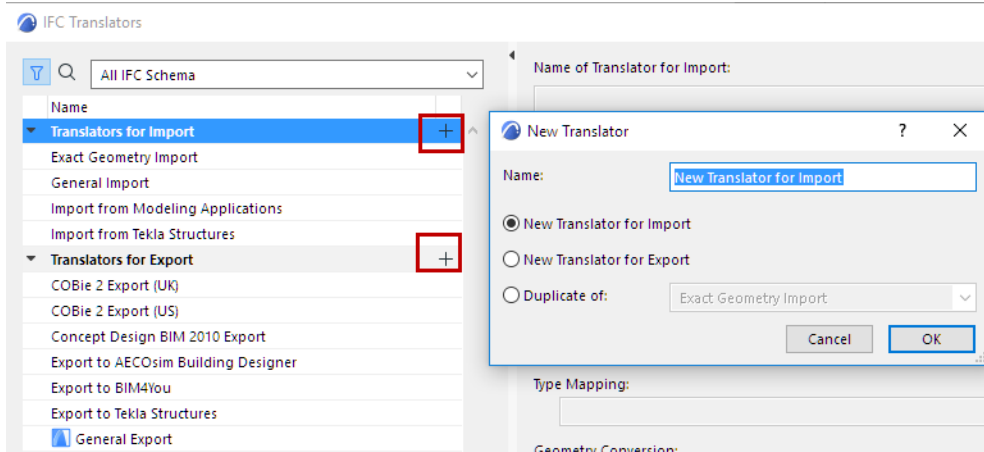 IFC Translators
All IFC Schema
Name
Translators for Import
Exact Geometry Import
General Import
Import from Modeling Applications
Import from Tekla Structures
Translators for Export
COBie 2 Export (UK)
COBie 2 Export (US)
Concept Design BIM 2010 Export
Export to AECOsim Building Designer
Export to BIM4You
Export to Tekla Structures
General Export
Name of Translator for Import:
New Translator
?
Name:
New Translator for Import
New Translator for Import
New Translator for Export
Duplicate of:
Exact Geometry Import
Cancel
OK
Type Mapping:
Geometry Conversion: